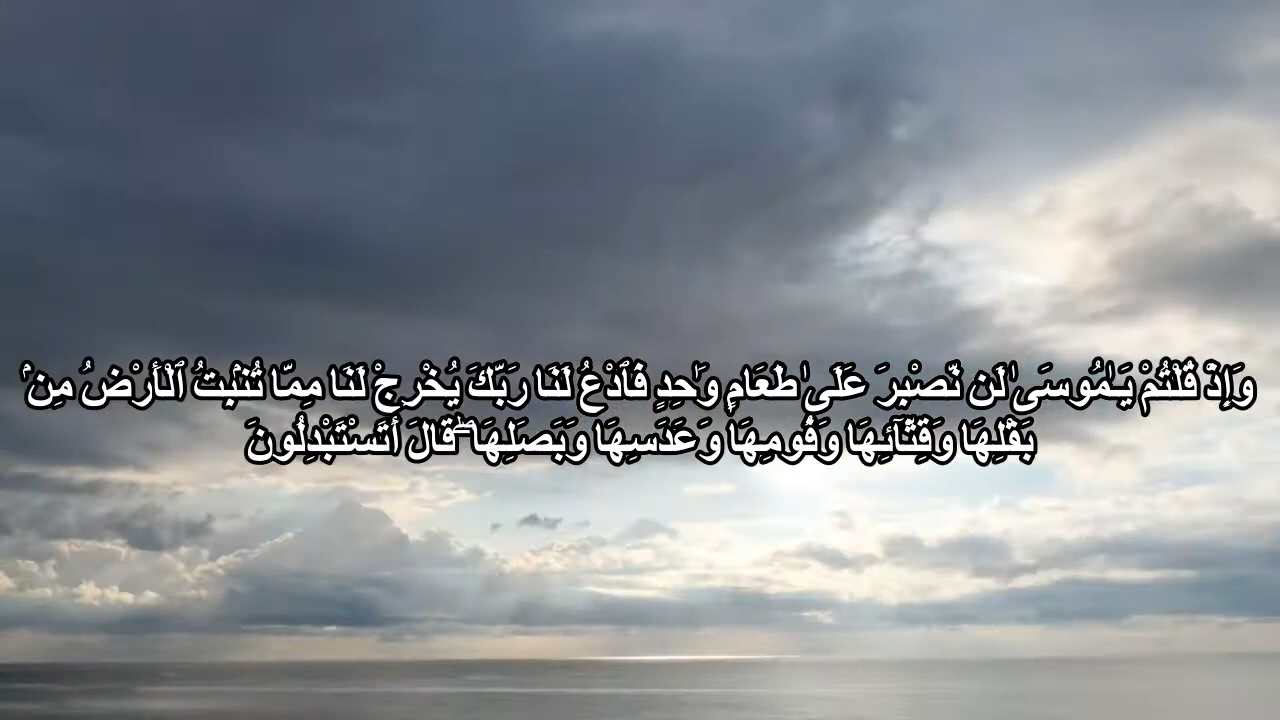 وَإِذْ قُلْتُمْ يَـٰمُوسَىٰ لَن نَّصْبِرَ عَلَىٰ طَعَامٍ وَٰحِدٍ فَٱدْعُ لَنَا رَبَّكَ يُخْرِجْ لَنَا مِمَّا تُنۢبِتُ ٱلْأَرْضُ مِنۢ
بَقْلِهَا وَقِثَّآئِهَا وَفُومِهَا وَعَدَسِهَا وَبَصَلِهَا ۖ قَالَ أَتَسْتَبْدِلُونَ